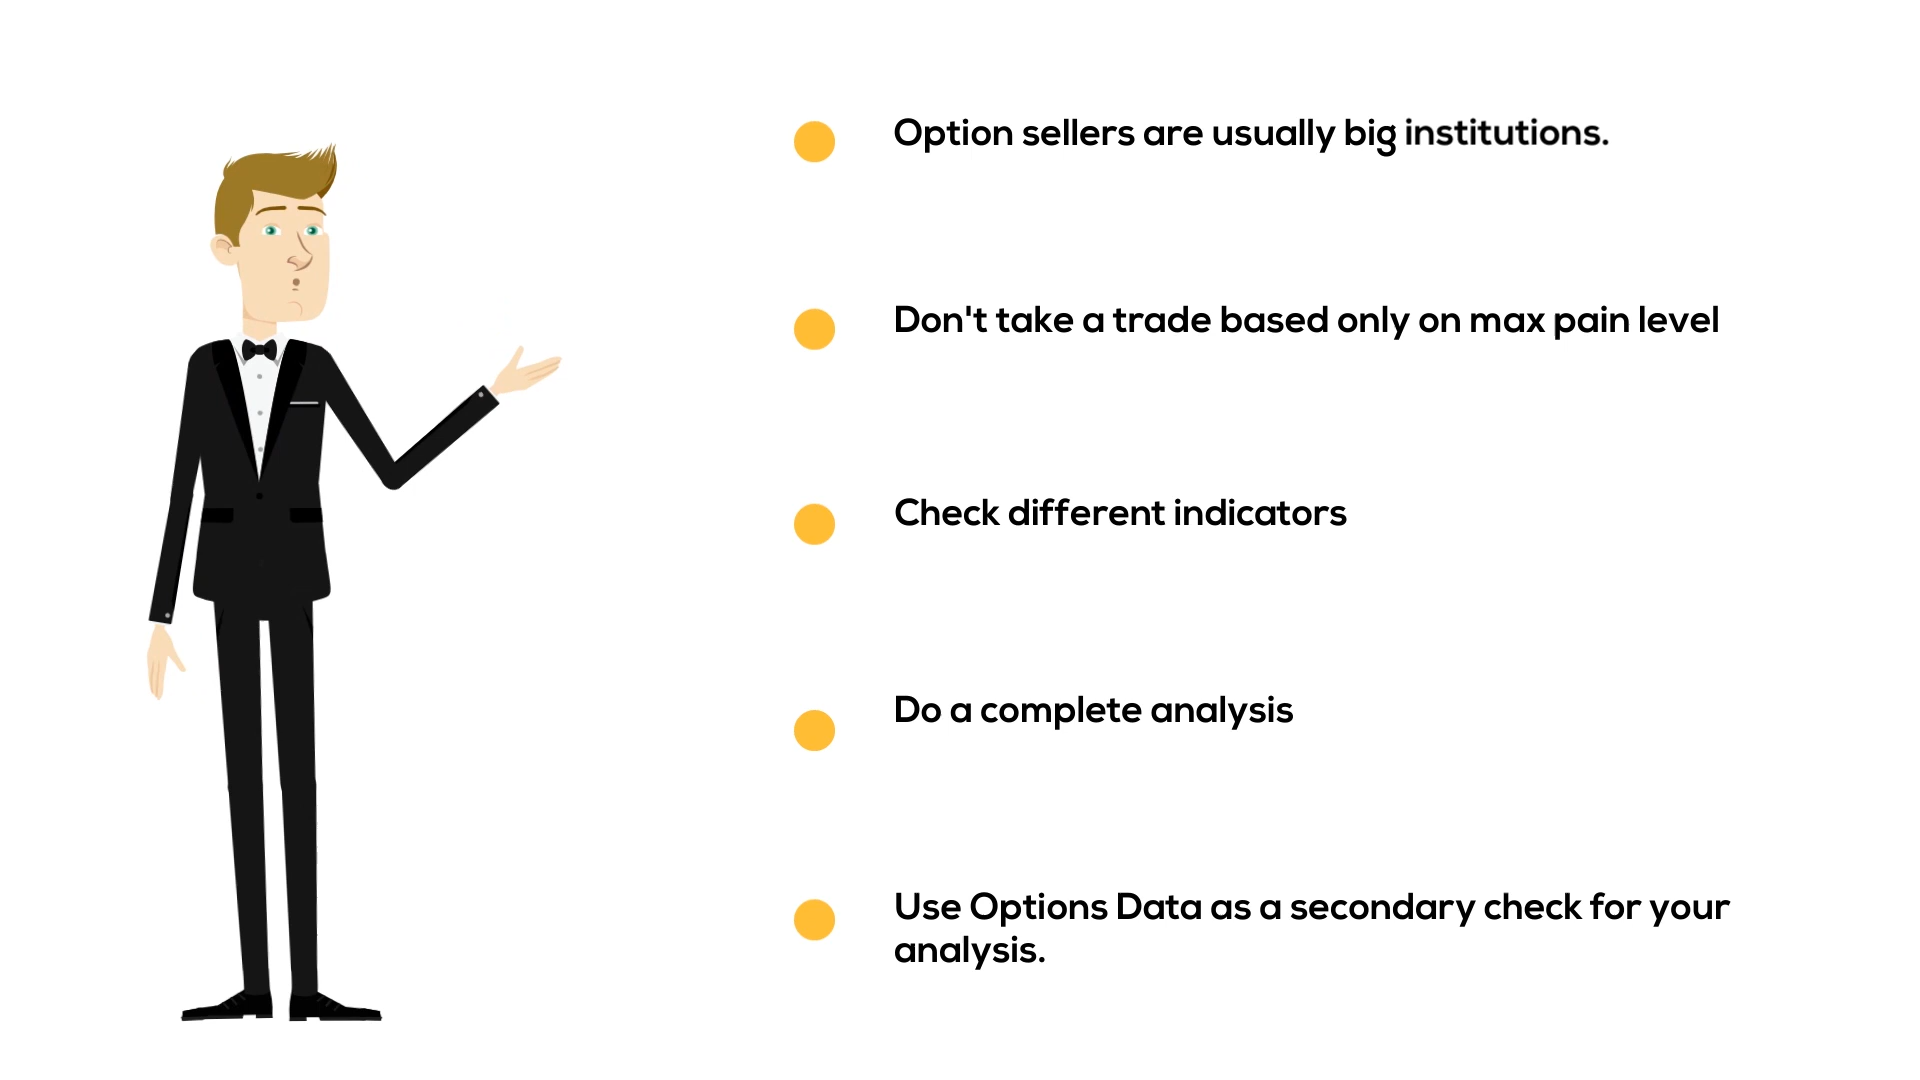 Option sellers are usually big institutions.
Don't take a trade based only on max pain level
Check different indicators
Do a complete analysis
Use Options Data as a secondary check for your
analysis.